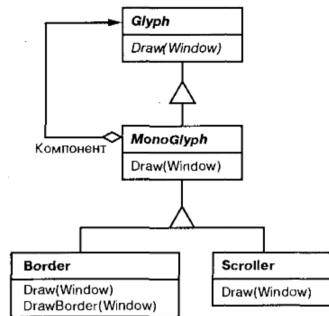 Glyph
Draw(Window)
Компонент
MonoGlyph
Draw(Window)
Border
Draw(Window)
DrawBorder(Window)
Scroller
Draw(Window)